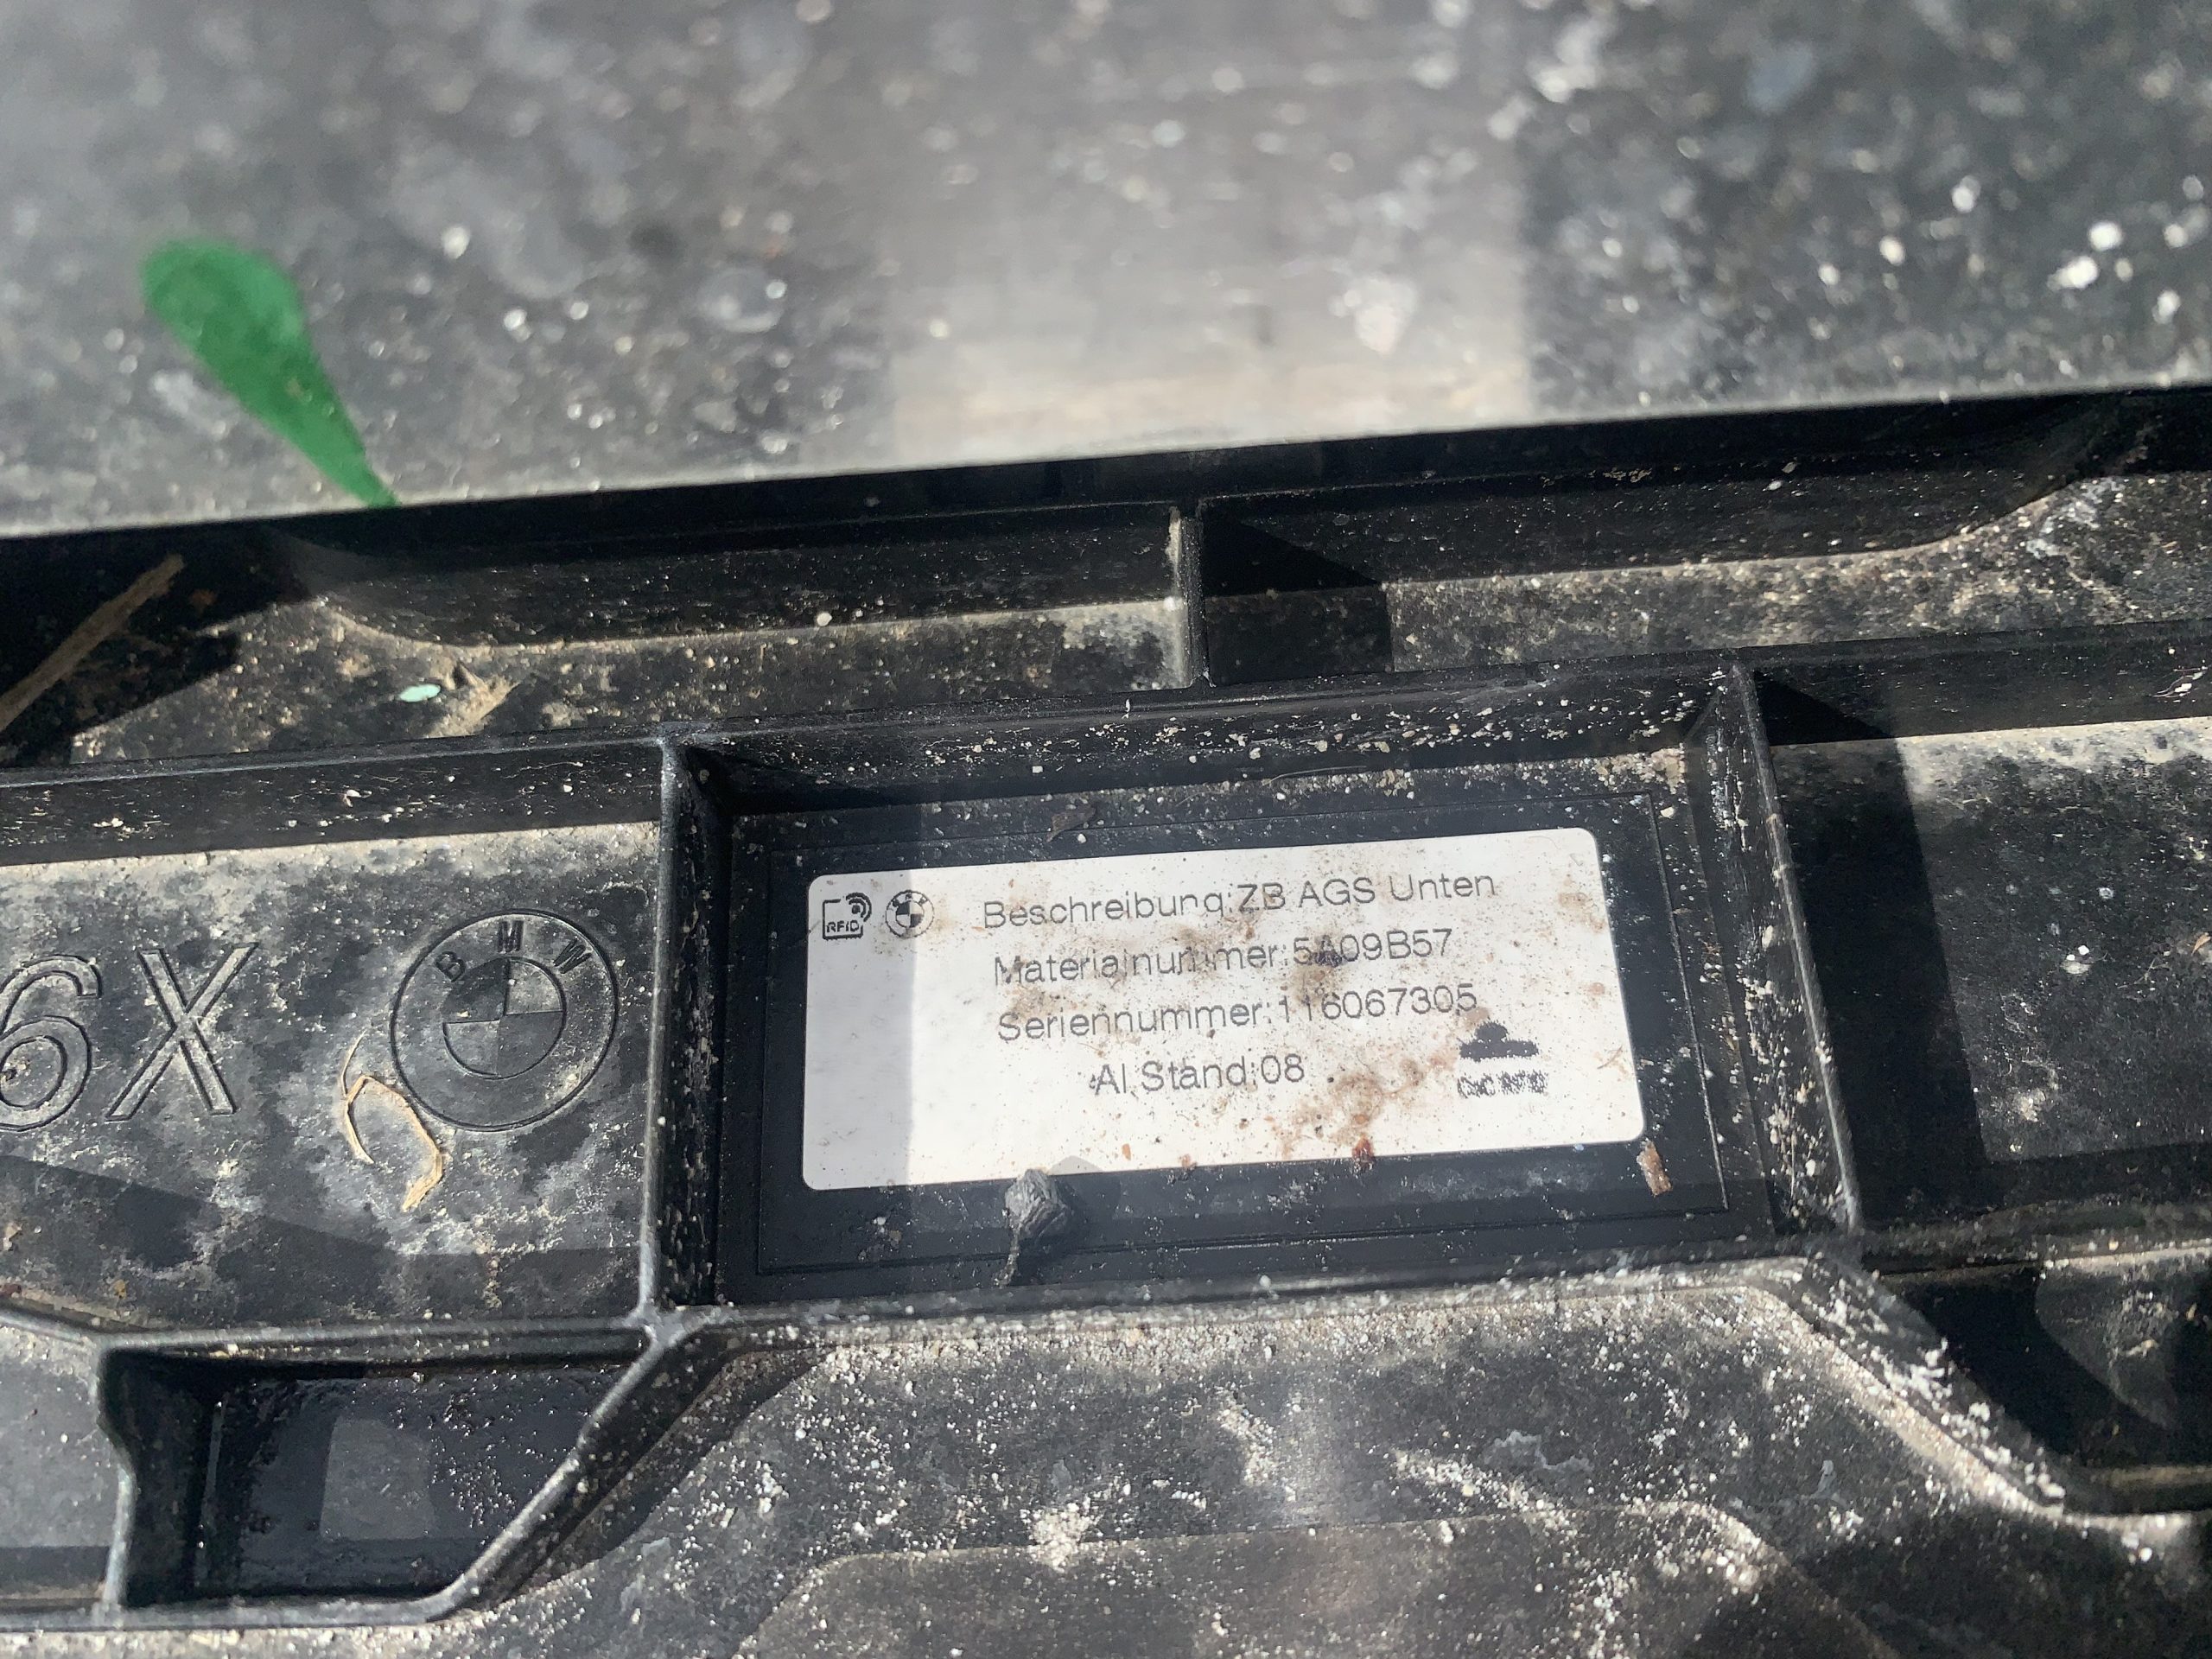 6X
BMW
RFID
Beschreibung:ZB AGS Unten
Materialnummer:5A09B57
Seriennummer:116067305
AI Stand:08